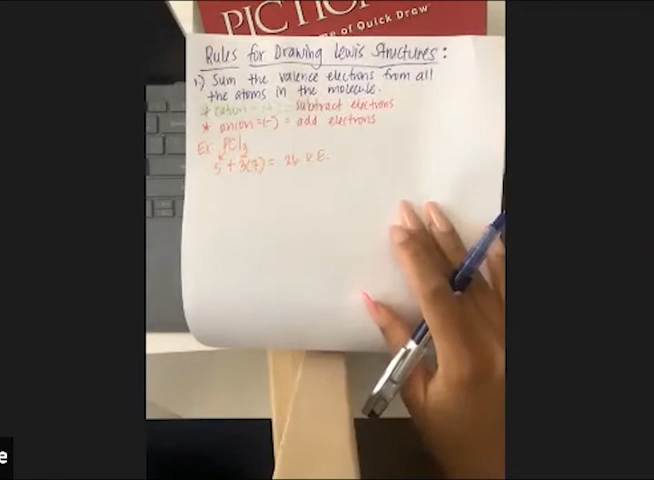 PICTION
e of Quick Draw
Rules for Drawing Lewis Structures:
1.) Sum the valence electrons from all
the atoms in the molecule.
* cation = + = subtract electrons
* anion = (-) = add electrons
Ex: PCl3
5 + 3(7) = 26 v E.
e